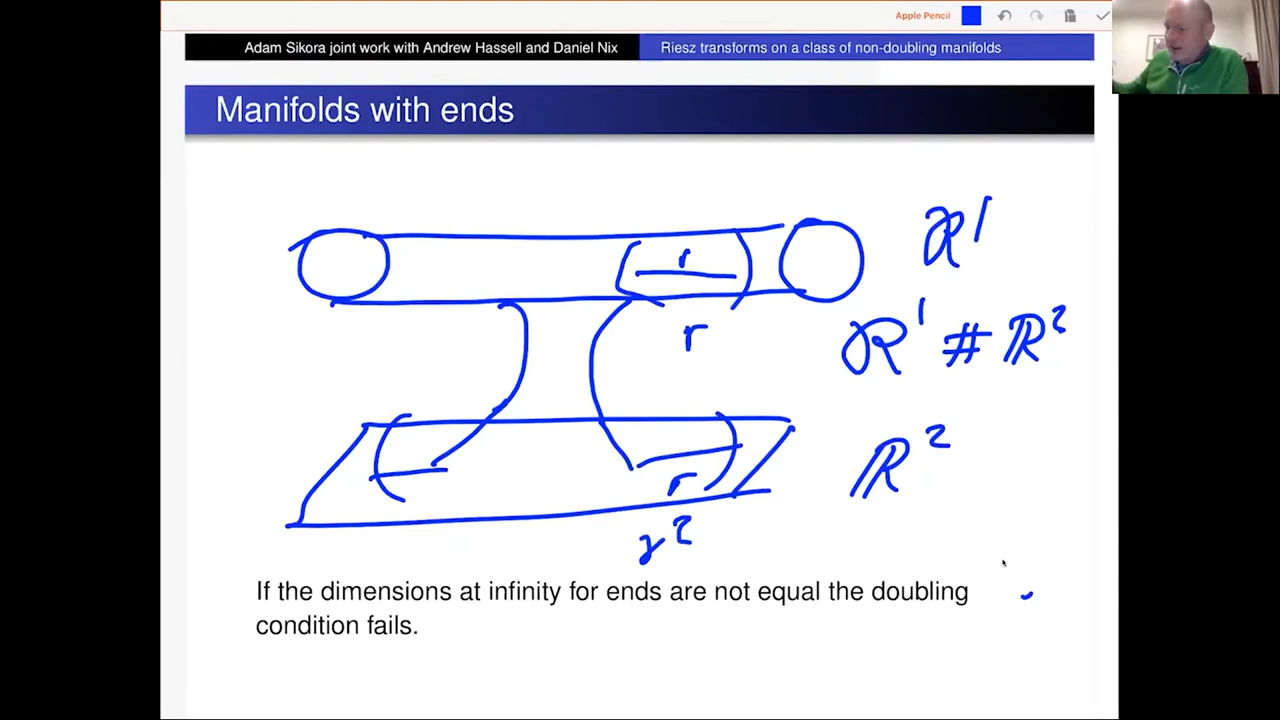 Apple Pencil
Adam Sikora joint work with Andrew Hassell and Daniel Nix
Riesz transforms on a class of non-doubling manifolds
Manifolds with ends
ℛ¹
r
r
ℛ¹ # ℝ²
ℝ²
r
r²
If the dimensions at infinity for ends are not equal the doubling
condition fails.